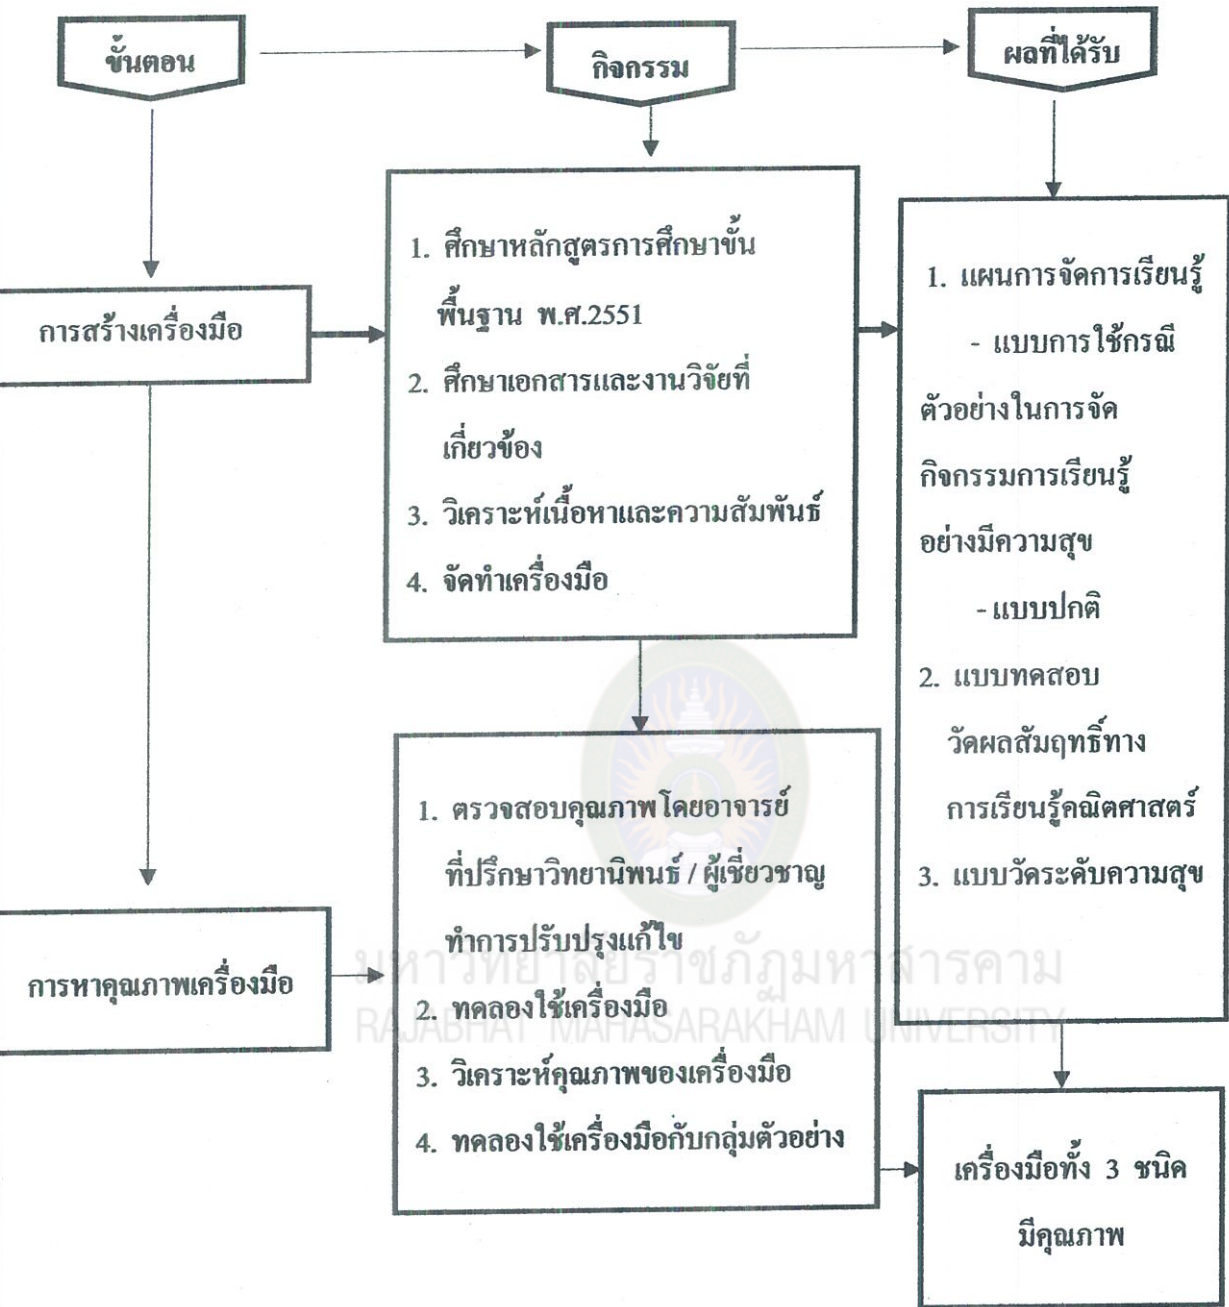 ขั้นตอน
กิจกรรม
ผลที่ได้รับ
การสร้างเครื่องมือ
1. ศึกษาหลักสูตรการศึกษาขั้น
พื้นฐาน พ.ศ.2551
2. ศึกษาเอกสารและงานวิจัยที่
เกี่ยวข้อง
3. วิเคราะห์เนื้อหาและความสัมพันธ์
4. จัดทำเครื่องมือ
1. แผนการจัดการเรียนรู้
- แบบการใช้กรณี
ตัวอย่างในการจัด
กิจกรรมการเรียนรู้
อย่างมีความสุข
- แบบปกติ
2. แบบทดสอบ
วัดผลสัมฤทธิ์ทาง
การเรียนรู้คณิตศาสตร์
3. แบบวัดระดับความสุข
การหาคุณภาพเครื่องมือ
1. ตรวจสอบคุณภาพโดยอาจารย์
ที่ปรึกษาวิทยานิพนธ์ / ผู้เชี่ยวชาญ
ทำการปรับปรุงแก้ไข
2. ทดลองใช้เครื่องมือ
3. วิเคราะห์คุณภาพของเครื่องมือ
4. ทดลองใช้เครื่องมือกับกลุ่มตัวอย่าง
เครื่องมือทั้ง 3 ชนิด
มีคุณภาพ
มหาวิทยาลัยราชภัฏมหาสารคาม
RAJABHAT MAHASARAKHAM UNIVERSITY